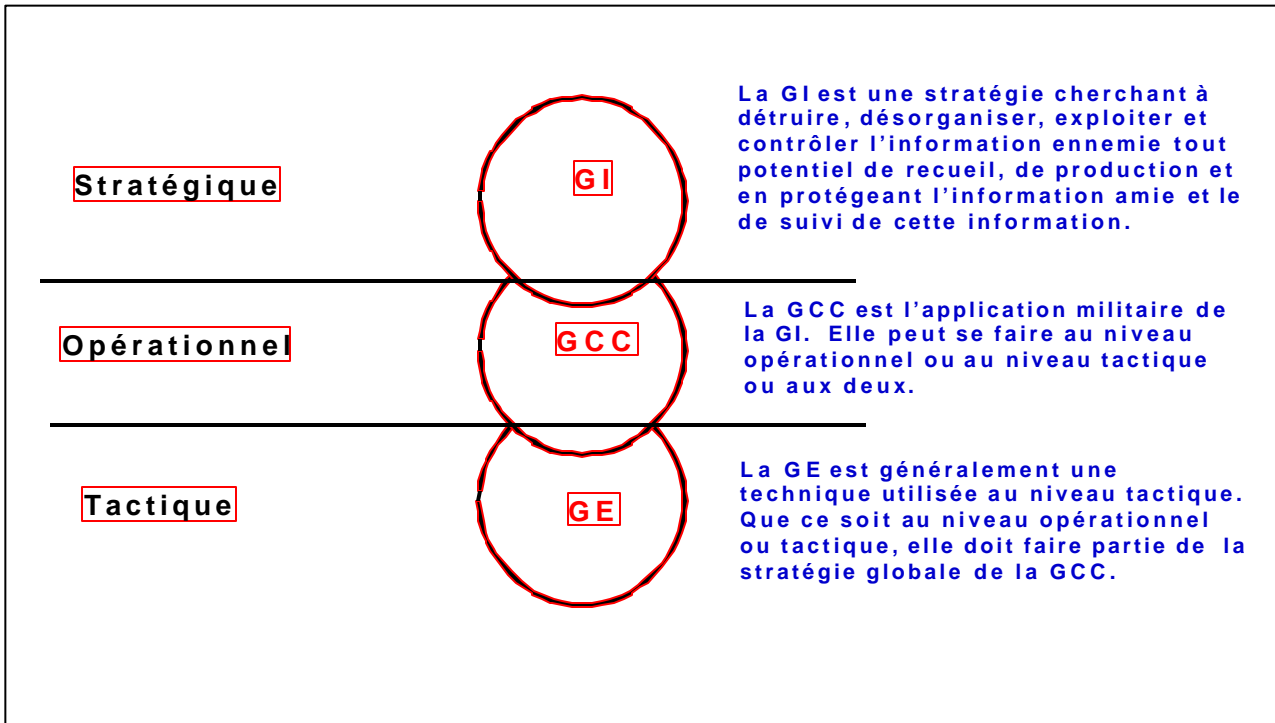 Stratégique
GI
La GI est une stratégie cherchant à
détruire, désorganiser, exploiter et
contrôler l’information ennemie tout
potentiel de recueil, de production et
en protégeant l’information amie et le
de suivi de cette information.
Opérationnel
GCC
La GCC est l’application militaire de
la GI. Elle peut se faire au niveau
opérationnel ou au niveau tactique
ou aux deux.
Tactique
GE
La GE est généralement une
technique utilisée au niveau tactique.
Que ce soit au niveau opérationnel
ou tactique, elle doit faire partie de la
stratégie globale de la GCC.